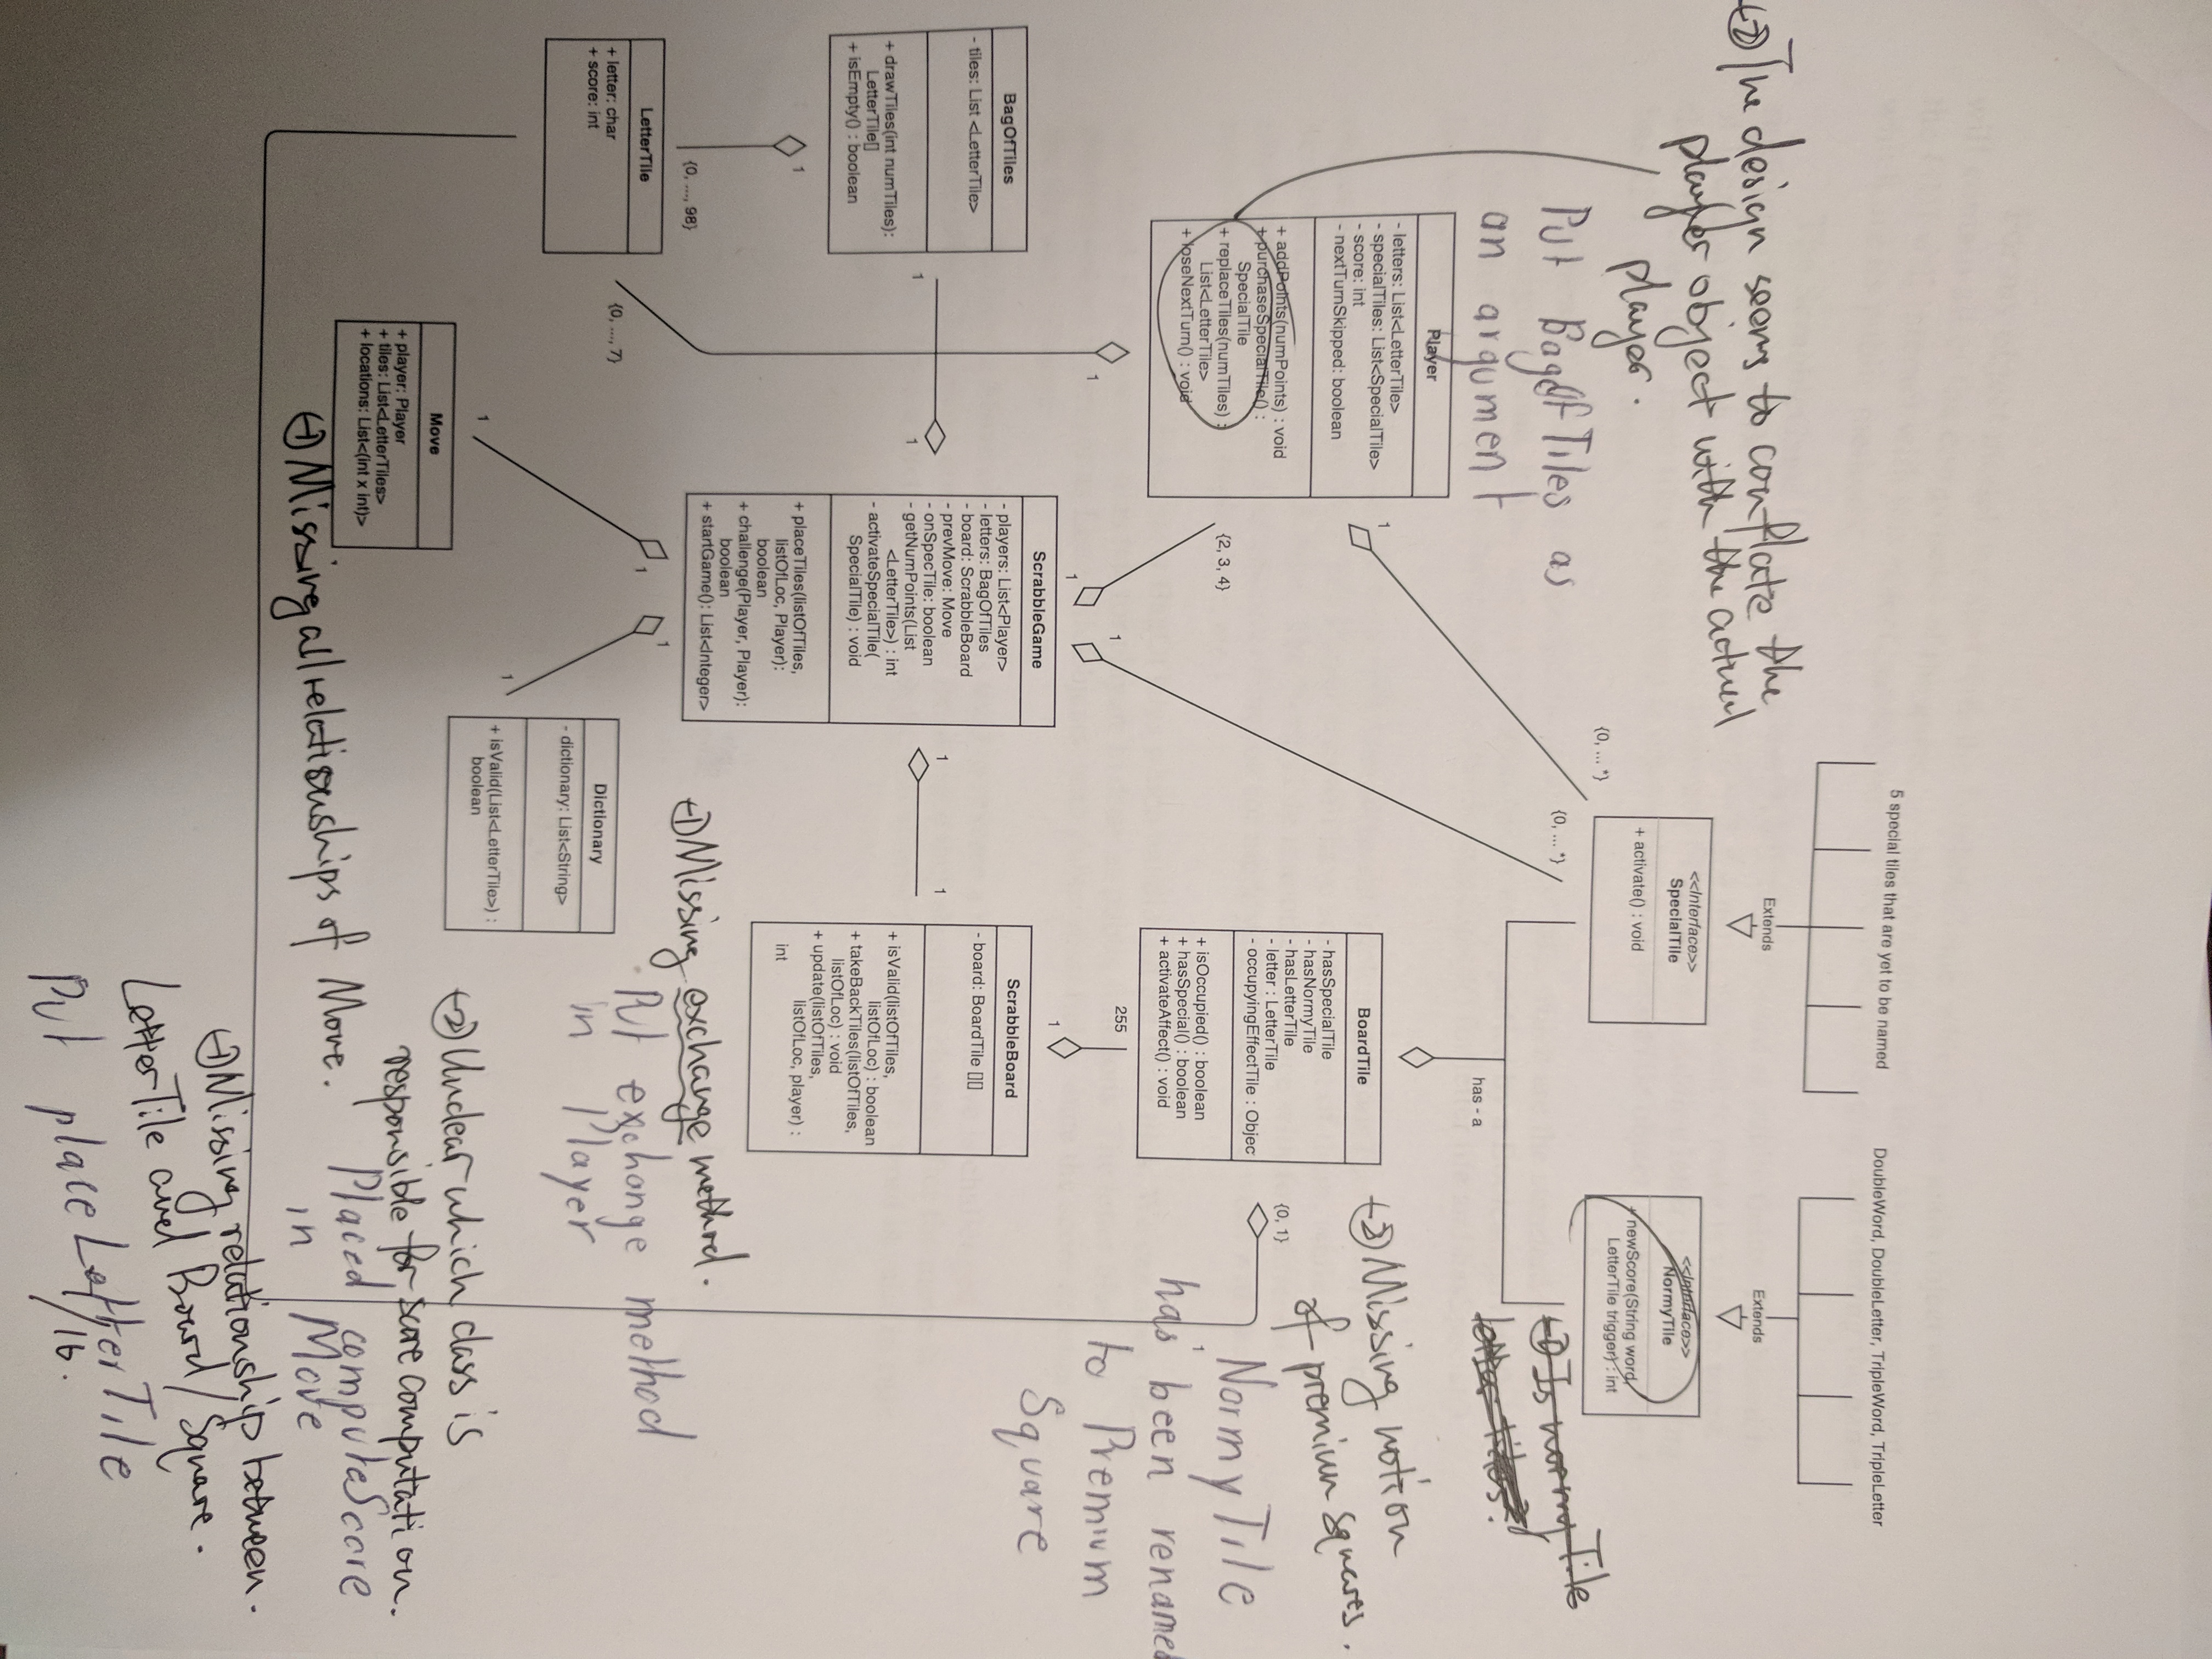 5 special tiles that are yet to be named
DoubleWord, DoubleLetter, TripleWord, TripleLetter
Extends
Extends
-2 The design seems to conflate the
player object with the actual
player.
Put BagOfTiles as
an argument
<<Interface>>
SpecialTile
+ activate() : void
<<Interface>>
NormyTile
+ newScore(String word,
LetterTile trigger) : int
{0, ... *}
{0, ... *}
-1 Is normy Tile
letter tiles?
has - a
Player
- letters: List<LetterTile>
- specialTiles: List<SpecialTile>
- score: int
- nextTurnSkipped: boolean
+ addPoints(numPoints) : void
+ purchaseSpecialTile() :
SpecialTile
+ replaceTiles(numTiles) :
List<LetterTile>
+ loseNextTurn() : void
1
{2, 3, 4}
1
1
1
BoardTile
- hasSpecialTile
- hasNormyTile
- hasLetterTile
- letter : LetterTile
- occupyingEffectTile : Objec
+ isOccupied() : boolean
+ hasSpecial() : boolean
+ activateAffect() : void
-2 Missing notion
of premium squares.
{0, 1}
1
NormyTile
has been renamed
to Premium
Square
255
1
BagOfTiles
- tiles: List <LetterTile>
+ drawTiles(int numTiles):
LetterTile[]
+ isEmpty() : boolean
1
1
1
{0, ..., 98}
ScrabbleGame
- players: List<Player>
- letters: BagOfTiles
- board: ScrabbleBoard
- prevMove: Move
- onSpecTile: boolean
- getNumPoints(List
<LetterTile>) : int
- activateSpecialTile(
SpecialTile) : void
+ placeTiles(listOfTiles,
listOfLoc, Player):
boolean
+ challenge(Player, Player):
boolean
+ startGame(): List<Integer>
1
1
ScrabbleBoard
- board: BoardTile [][]
+ isValid(listOfTiles,
listOfLoc) : boolean
+ takeBackTiles(listOfTiles,
listOfLoc) : void
+ update(listOfTiles,
listOfLoc, player) :
int
-1 Missing exchange method.
Put exchange method
in Player
LetterTile
+ letter: char
+ score: int
{0, ..., 7}
1
1
1
1
Dictionary
- dictionary: List<String>
+ isValid(List<LetterTile>) :
boolean
Move
+ player: Player
+ tiles: List<LetterTiles>
+ locations: List<(int x int)>
-2 Unclear which class is
responsible for score computation.
Placed computeScore
in Move
-1 Missing all relationships of Move.
-1 Missing relationship between.
LetterTile and Board/Square.
Put placeLetterTile
/16.